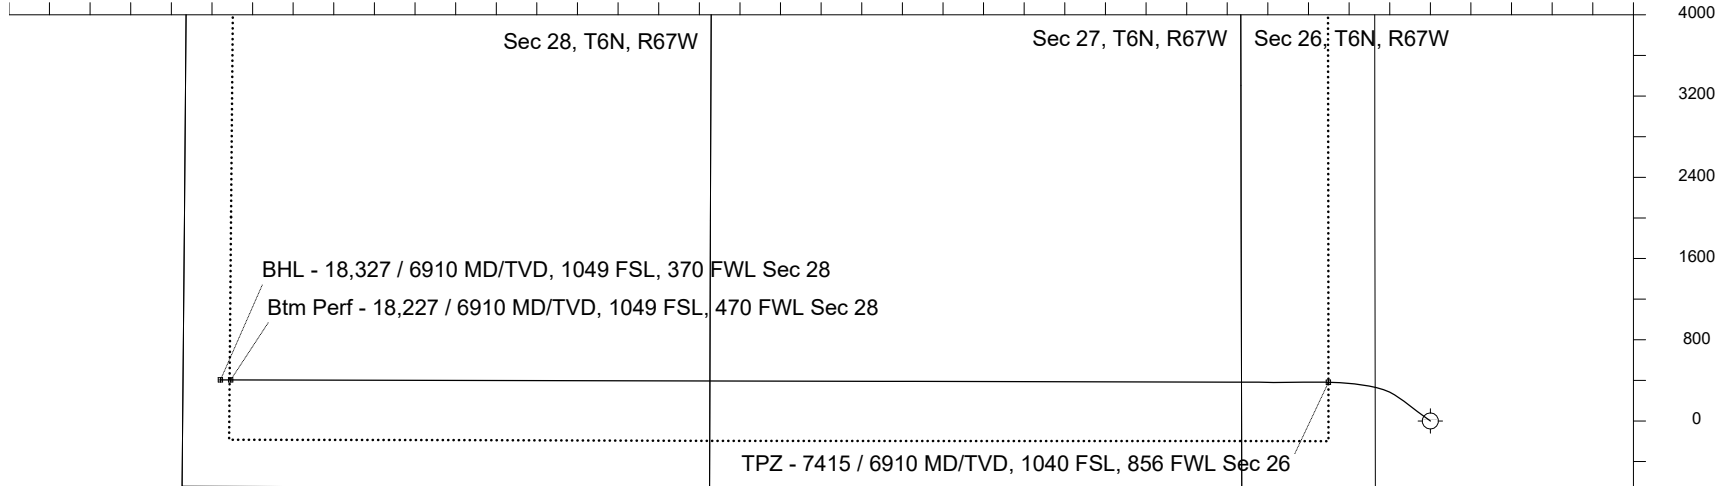 4000
Sec 28, T6N, R67W
Sec 27, T6N, R67W
Sec 26, T6N, R67W
3200
2400
1600
BHL - 18,327 / 6910 MD/TVD, 1049 FSL, 370 FWL Sec 28
Btm Perf - 18,227 / 6910 MD/TVD, 1049 FSL, 470 FWL Sec 28
800
0
TPZ - 7415 / 6910 MD/TVD, 1040 FSL, 856 FWL Sec 26